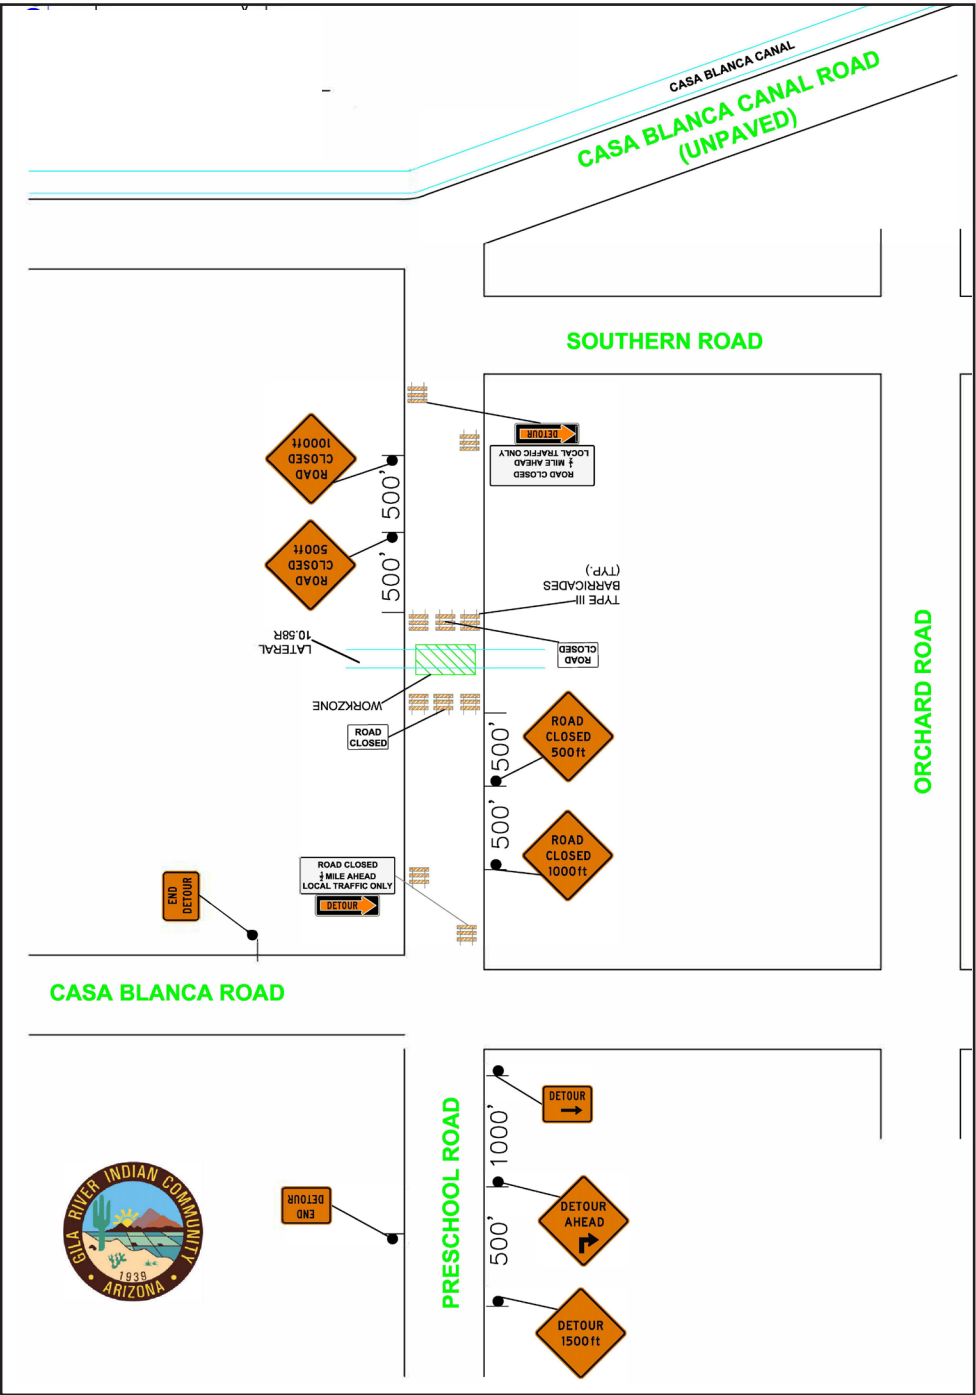 CASA BLANCA CANAL
CASA BLANCA CANAL ROAD
(UNPAVED)
SOUTHERN ROAD
ROAD
CLOSED
1000ft
500'
DETOUR
ROAD CLOSED
½ MILE AHEAD
LOCAL TRAFFIC ONLY
ROAD
CLOSED
500ft
500'
TYPE III
BARRICADES
(TYP.)
LATERAL
10.58R
ROAD
CLOSED
WORKZONE
ROAD
CLOSED
ROAD
CLOSED
500ft
500'
ORCHARD ROAD
ROAD
CLOSED
1000ft
500'
ROAD CLOSED
½ MILE AHEAD
LOCAL TRAFFIC ONLY
DETOUR
END
DETOUR
CASA BLANCA ROAD
DETOUR
1000'
PRESCHOOL ROAD
GILA RIVER INDIAN COMMUNITY
1939
ARIZONA
END
DETOUR
DETOUR
AHEAD
500'
DETOUR
1500ft